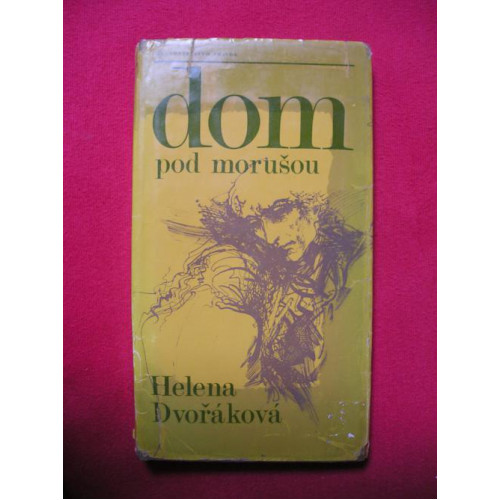 dom
pod morušou
Helena
Dvořáková